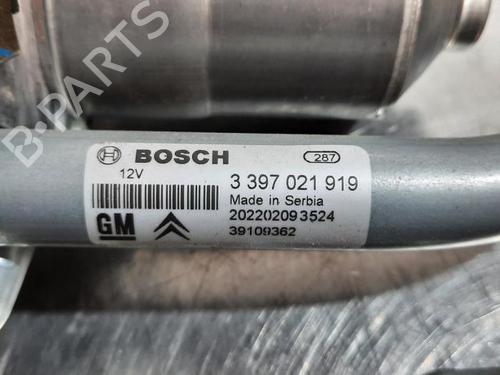 B-PARTS
BOSCH
287
12V
3 397 021 919
Made in Serbia
202202093524
GM
39109362